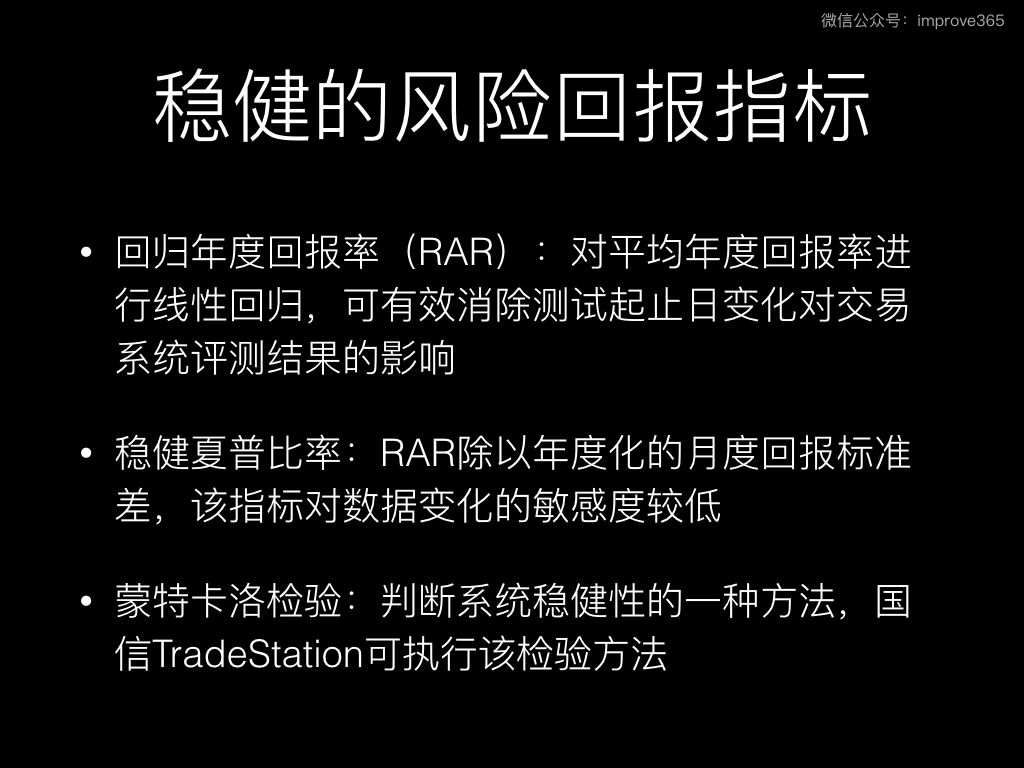 微信公众号：improve365
稳健的风险回报指标
• 回归年度回报率（RAR）：对平均年度回报率进
行线性回归，可有效消除测试起止日变化对交易
系统评测结果的影响
• 稳健夏普比率：RAR除以年度化的月度回报标准
差，该指标对数据变化的敏感度较低
• 蒙特卡洛检验：判断系统稳健性的一种方法，国
信TradeStation可执行该检验方法